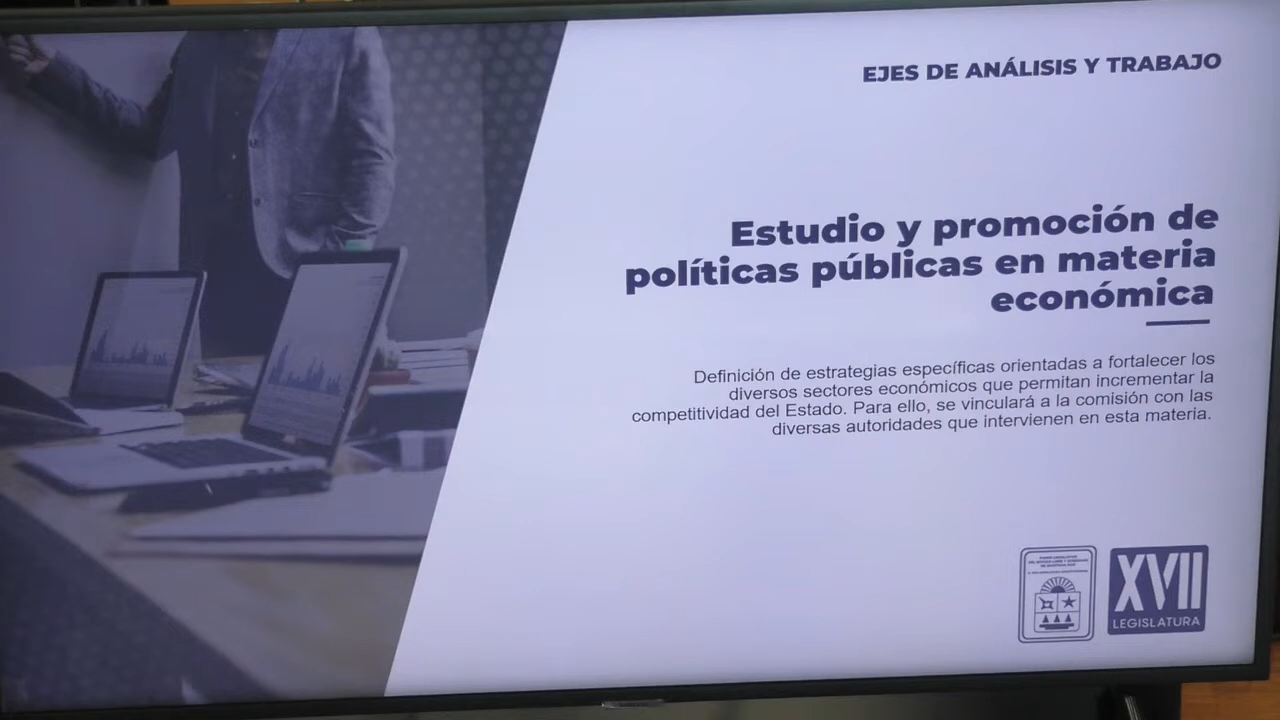 EJES DE ANÁLISIS Y TRABAJO
Estudio y promoción de
políticas públicas en materia
económica
Definición de estrategias específicas orientadas a fortalecer los
diversos sectores económicos que permitan incrementar la
competitividad del Estado. Para ello, se vinculará a la comisión con las
diversas autoridades que intervienen en esta materia.
XVII
LEGISLATURA